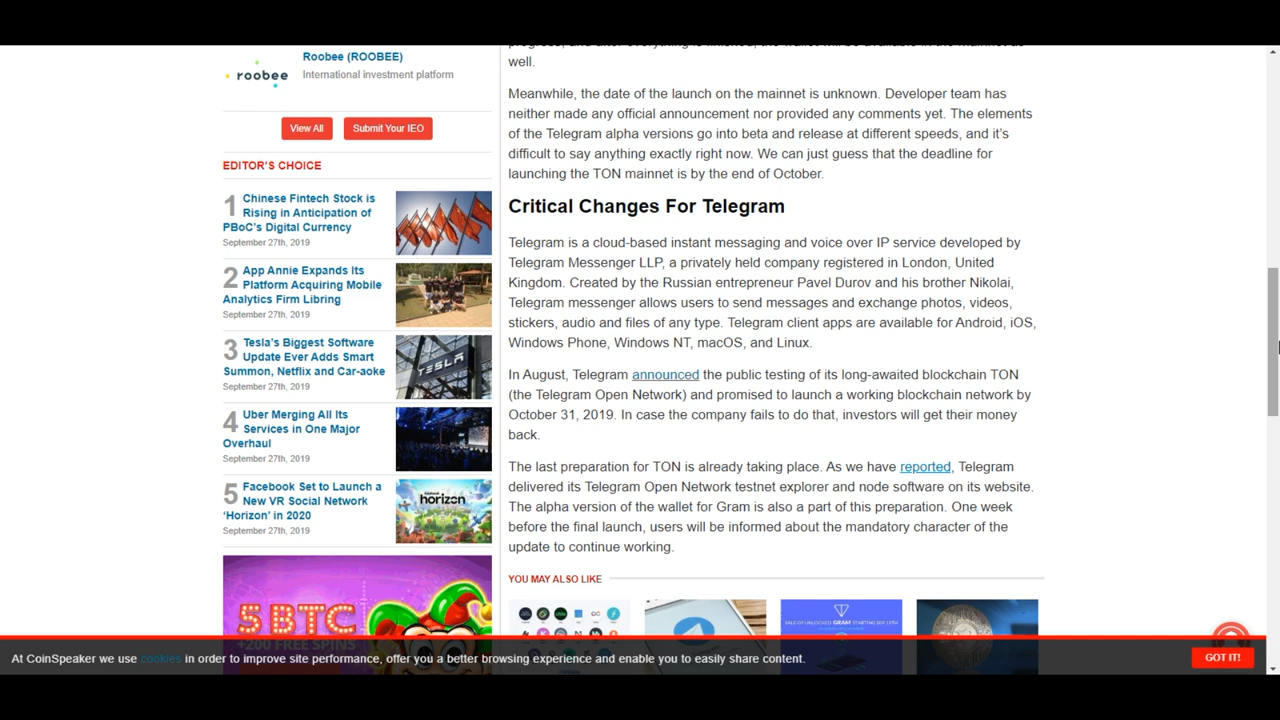 Roobee (ROOBEE)
roobee
International investment platform
View All
Submit Your IEO
EDITOR'S CHOICE
1
Chinese Fintech Stock is
Rising in Anticipation of
PBoC's Digital Currency
September 27th, 2019
2
App Annie Expands Its
Platform Acquiring Mobile
Analytics Firm Libring
September 27th, 2019
3
Tesla's Biggest Software
Update Ever Adds Smart
Summon, Netflix and Car-aoke
September 27th, 2019
TESLA
4
Uber Merging All Its
Services in One Major
Overhaul
September 27th, 2019
5
Facebook Set to Launch a
New VR Social Network
'Horizon' in 2020
September 27th, 2019
horizon
5 BTC
+200 FREE SPINS
well.
Meanwhile, the date of the launch on the mainnet is unknown. Developer team has
neither made any official announcement nor provided any comments yet. The elements
of the Telegram alpha versions go into beta and release at different speeds, and it's
difficult to say anything exactly right now. We can just guess that the deadline for
launching the TON mainnet is by the end of October.
Critical Changes For Telegram
Telegram is a cloud-based instant messaging and voice over IP service developed by
Telegram Messenger LLP, a privately held company registered in London, United
Kingdom. Created by the Russian entrepreneur Pavel Durov and his brother Nikolai,
Telegram messenger allows users to send messages and exchange photos, videos,
stickers, audio and files of any type. Telegram client apps are available for Android, iOS,
Windows Phone, Windows NT, macOS, and Linux.
In August, Telegram announced the public testing of its long-awaited blockchain TON
(the Telegram Open Network) and promised to launch a working blockchain network by
October 31, 2019. In case the company fails to do that, investors will get their money
back.
The last preparation for TON is already taking place. As we have reported, Telegram
delivered its Telegram Open Network testnet explorer and node software on its website.
The alpha version of the wallet for Gram is also a part of this preparation. One week
before the final launch, users will be informed about the mandatory character of the
update to continue working.
YOU MAY ALSO LIKE
At CoinSpeaker we use cookies in order to improve site performance, offer you a better browsing experience and enable you to easily share content.
GOT IT!